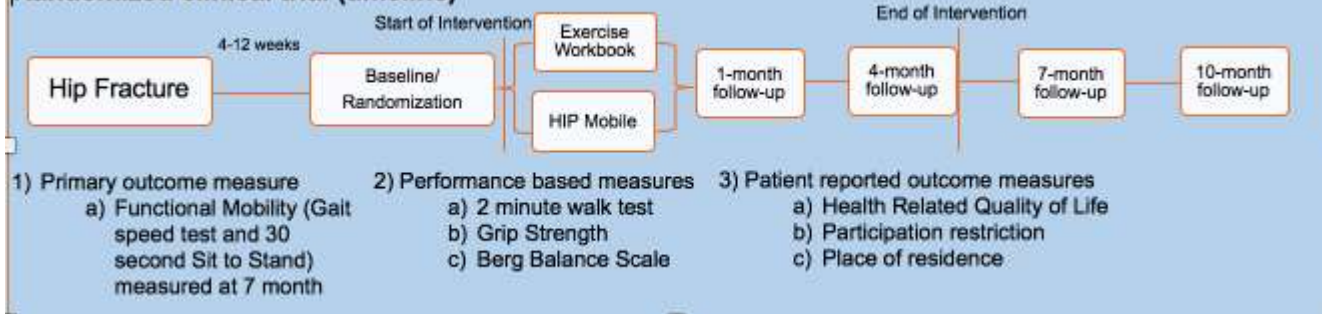 4-12 weeks
Start of Intervention
End of Intervention
Hip Fracture
Baseline/
Randomization
Exercise
Workbook
HIP Mobile
1-month
follow-up
4-month
follow-up
7-month
follow-up
10-month
follow-up
1) Primary outcome measure
a) Functional Mobility (Gait
speed test and 30
second Sit to Stand)
measured at 7 month
2) Performance based measures
a) 2 minute walk test
b) Grip Strength
c) Berg Balance Scale
3) Patient reported outcome measures
a) Health Related Quality of Life
b) Participation restriction
c) Place of residence